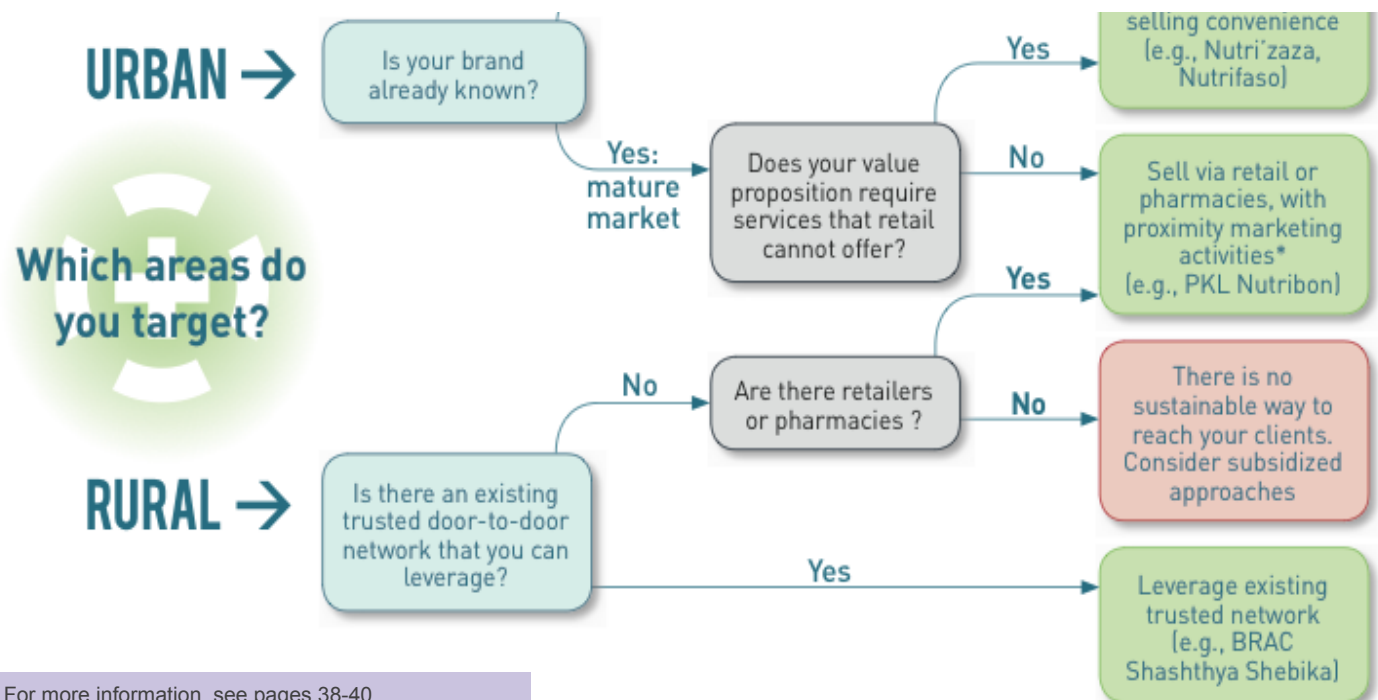 URBAN →
Is your brand
already known?
Yes
selling convenience
(e.g., Nutri'zaza,
Nutrifaso)
Yes:
mature
market
Does your value
proposition require
services that retail
cannot offer?
No
Sell via retail or
pharmacies, with
proximity marketing
activities*
(e.g., PKL Nutribon)
Which areas do
you target?
Yes
No
Are there retailers
or pharmacies ?
No
There is no
sustainable way to
reach your clients.
Consider subsidized
approaches
RURAL →
Is there an existing
trusted door-to-door
network that you can
leverage?
Yes
Leverage existing
trusted network
(e.g., BRAC
Shashthya Shebika)
For more information, see pages 38-40